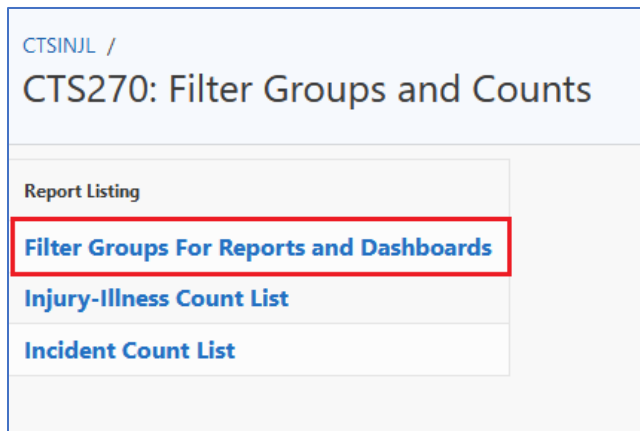 CTSINJL /
CTS270: Filter Groups and Counts
Report Listing
Filter Groups For Reports and Dashboards
Injury-Illness Count List
Incident Count List